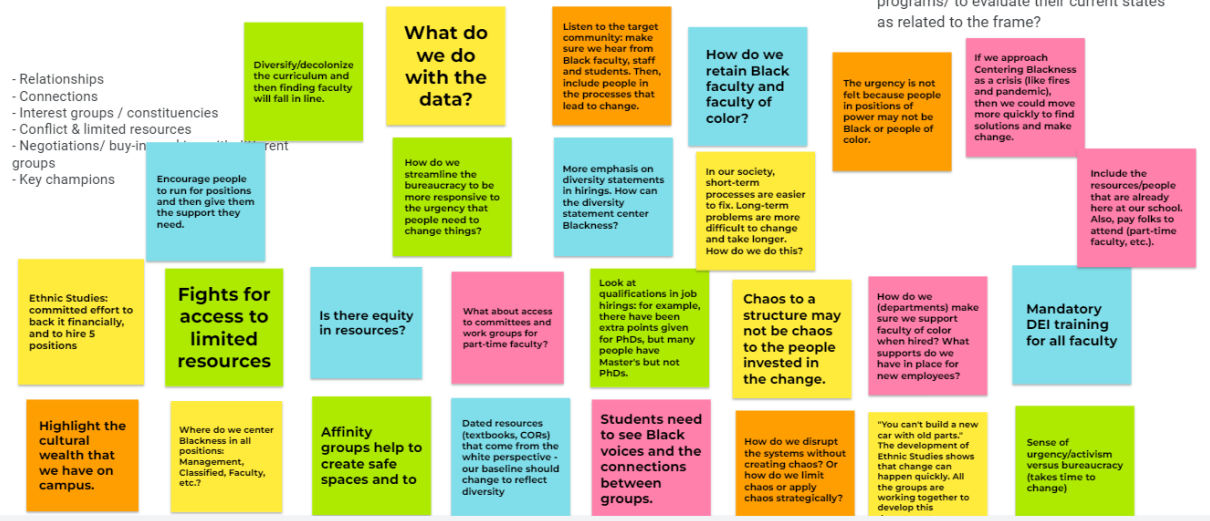 programs/ to evaluate their current states
as related to the frame?
- Relationships
- Connections
- Interest groups / constituencies
- Conflict & limited resources
- Negotiations/ buy-in
groups
- Key champions
Diversify/decolonize
the curriculum and
then finding faculty
will fall in line.
What do
we do
with the
data?
Listen to the target
community: make
sure we hear from
Black faculty, staff
and students. Then,
include people in
the processes that
lead to change.
How do we
retain Black
faculty and
faculty of
color?
The urgency is not
felt because people
in positions of
power may not be
Black or people of
color.
If we approach
Centering Blackness
as a crisis (like fires
and pandemic),
then we could move
more quickly to find
solutions and make
change.
Encourage people
to run for positions
and then give them
the support they
need.
How do we
streamline the
bureaucracy to be
more responsive to
the urgency that
people need to
change things?
More emphasis on
diversity statements
in hirings. How can
the diversity
statement center
Blackness?
In our society,
short-term
processes are easier
to fix. Long-term
problems are more
difficult to change
and take longer.
How do we do this?
Include the
resources/people
that are already
here at our school.
Also, pay folks to
attend (part-time
faculty, etc.).
Ethnic Studies:
committed effort to
back it financially,
and to hire 5
positions
Fights for
access to
limited
resources
Is there equity
in resources?
What about access
to committees and
work groups for
part-time faculty?
Look at
qualifications in job
hirings: for example,
there have been
extra points given
for PhDs, but many
people have
Master's but not
PhDs.
Chaos to a
structure may
not be chaos
to the people
invested in
the change.
How do we
(departments) make
sure we support
faculty of color
when hired? What
supports do we
have in place for
new employees?
Mandatory
DEI training
for all faculty
Highlight the
cultural
wealth that
we have on
campus.
Where do we center
Blackness in all
positions:
Management,
Classified, Faculty,
etc.?
Affinity
groups help to
create safe
spaces and to
Dated resources
(textbooks, CORs)
that come from the
white perspective -
our baseline should
change to reflect
diversity
Students need
to see Black
voices and the
connections
between
groups.
How do we disrupt
the systems without
creating chaos? Or
how do we limit
chaos or apply
chaos strategically?
"You can't build a new
car with old parts."
The development of
Ethnic Studies shows
that change can
happen quickly. All
the groups are
working together to
develop this
Sense of
urgency/activism
versus bureaucracy
(takes time to
change)